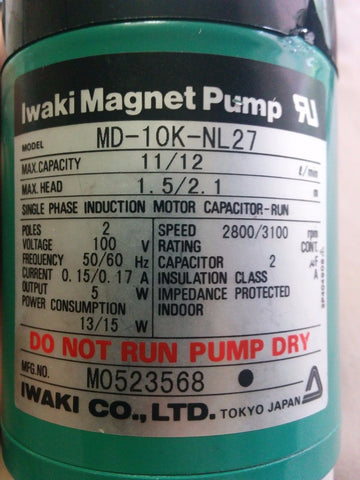 Iwaki Magnet Pump RU
MODEL MD-10K-NL27
MAX.CAPACITY 11/12 ℓ/min
MAX.HEAD 1.5/2.1 m
SINGLE PHASE INDUCTION MOTOR CAPACITOR-RUN
POLES 2
VOLTAGE 100 V
FREQUENCY 50/60 Hz
CURRENT 0.15/0.17 A
OUTPUT 5 W
POWER CONSUMPTION
13/15 W
SPEED 2800/3100 rpm
RATING CONT.
CAPACITOR 2 μF
INSULATION CLASS A
IMPEDANCE PROTECTED
INDOOR
DO NOT RUN PUMP DRY
MFG.NO. M0523568
IWAKI CO.,LTD. TOKYO JAPAN